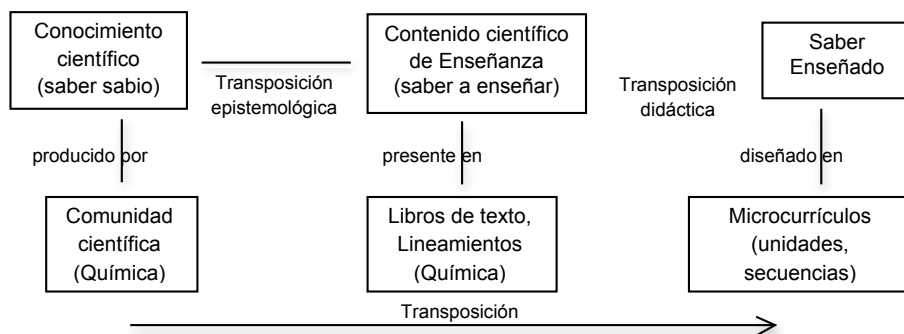 Conocimiento
científico
(saber sabio)
Transposición
epistemológica
Contenido científico
de Enseñanza
(saber a enseñar)
Transposición
didáctica
Saber
Enseñado
producido por
presente en
diseñado en
Comunidad
científica
(Química)
Libros de texto,
Lineamientos
(Química)
Microcurrículos
(unidades,
secuencias)
Transposición